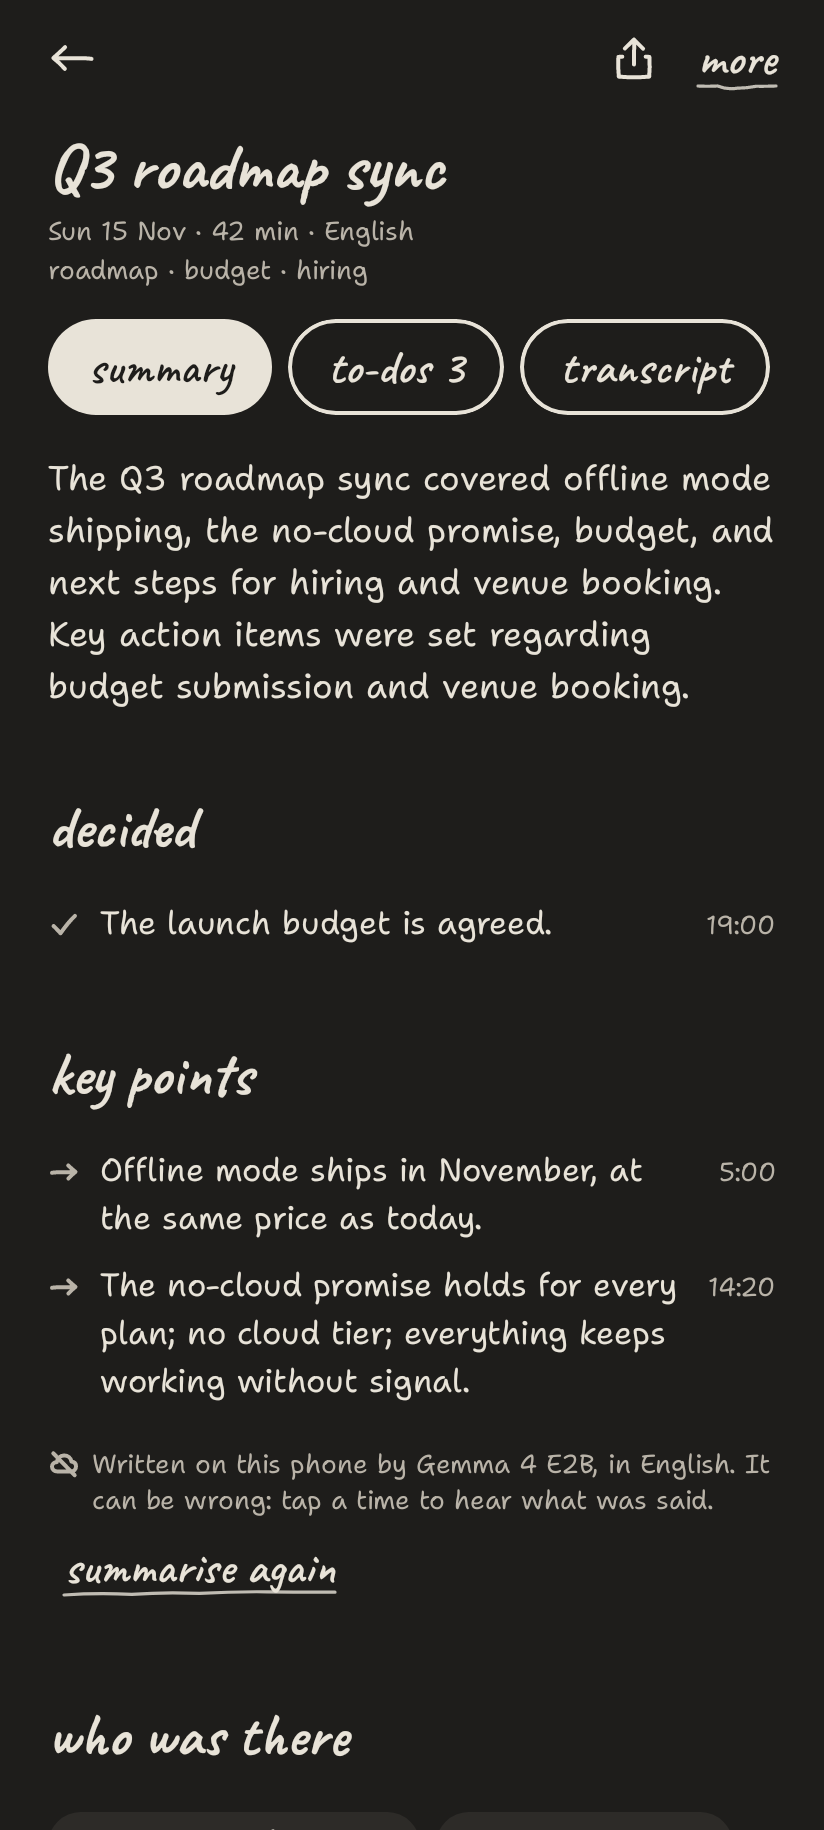 more
Q3 roadmap sync
Sun 15 Nov · 42 min · English
roadmap · budget · hiring
summary
to-dos 3
transcript
The Q3 roadmap sync covered offline mode
shipping, the no-cloud promise, budget, and
next steps for hiring and venue booking.
Key action items were set regarding
budget submission and venue booking.
decided
The launch budget is agreed. 19:00
key points
Offline mode ships in November, at 5:00
the same price as today.
The no-cloud promise holds for every 14:20
plan; no cloud tier; everything keeps
working without signal.
Written on this phone by Gemma 4 E2B, in English. It
can be wrong: tap a time to hear what was said.
summarise again
who was there